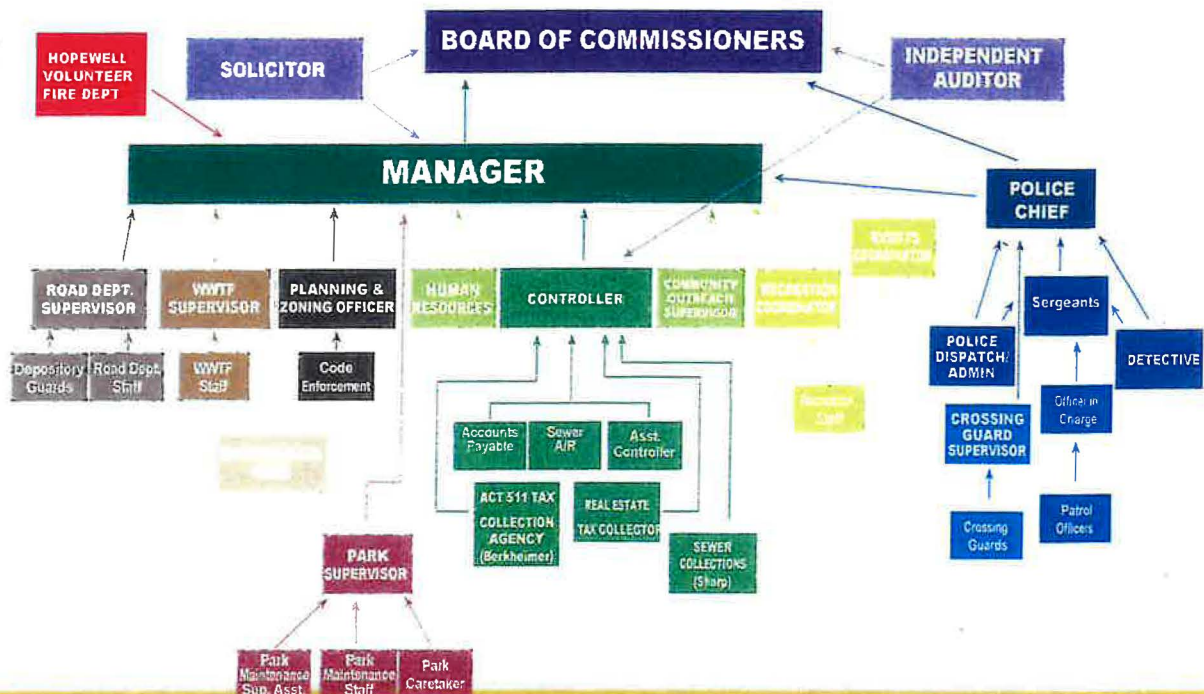 BOARD OF COMMISSIONERS
HOPEWELL
VOLUNTEER
FIRE DEPT
SOLICITOR
INDEPENDENT
AUDITOR
MANAGER
POLICE
CHIEF
ROAD DEPT.
SUPERVISOR
WWTF
SUPERVISOR
PLANNING &
ZONING OFFICER
HUMAN
RESOURCES
CONTROLLER
COMMUNITY
OUTREACH
SUPERVISOR
RECREATION
COORDINATOR
COORDINATOR
Sergeants
POLICE
DISPATCH/
ADMIN
DETECTIVE
Depository
Guards
Road Dept.
Staff
WWTF
Staff
Code
Enforcement
Staff
Officer in
Charge
CROSSING
GUARD
SUPERVISOR
Accounts
Payable
Sewer
A/R
Asst.
Controller
ACT 511 TAX
COLLECTION
AGENCY
(Berkheimer)
REAL ESTATE
TAX COLLECTOR
SEWER
COLLECTIONS
(Sharp)
Crossing
Guards
Patrol
Officers
PARK
SUPERVISOR
Park
Maintenance
Sup. Asst.
Park
Maintenance
Staff
Park
Caretaker